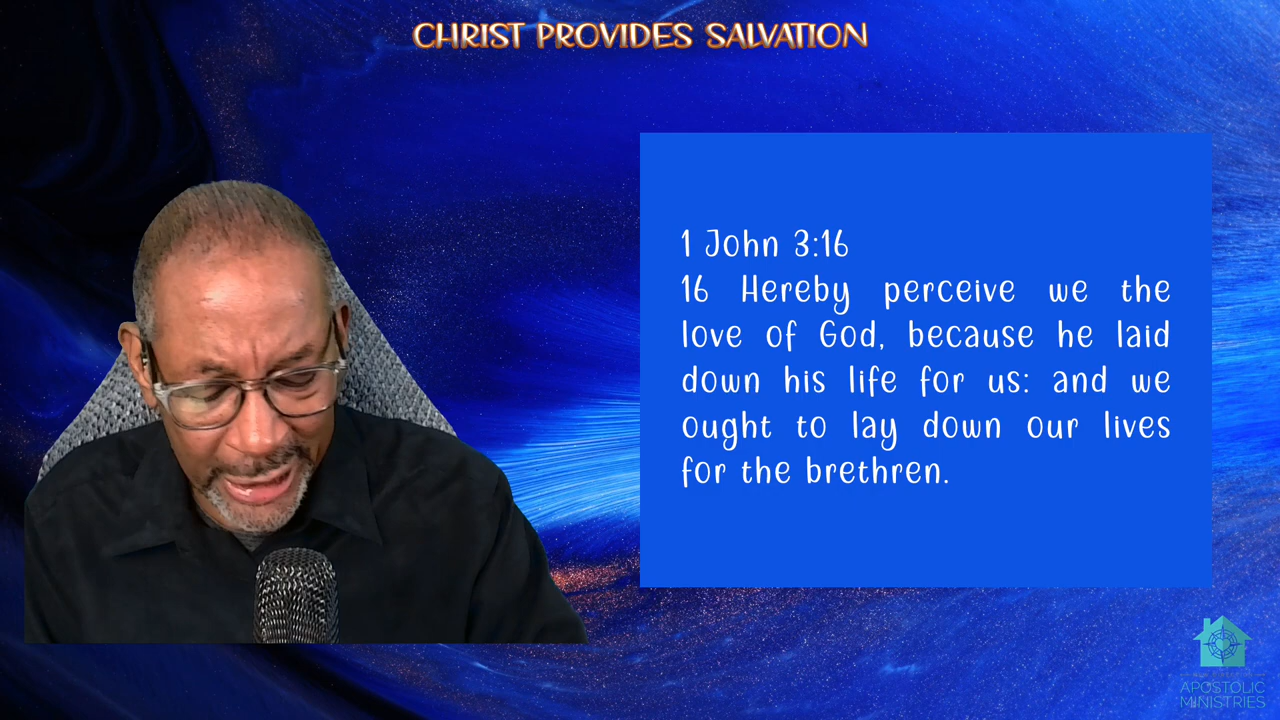 CHRIST PROVIDES SALVATION
1 John 3:16
16 Hereby perceive we the
love of God, because he laid
down his life for us: and we
ought to lay down our lives
for the brethren.
APOSTOLIC
MINISTRIES